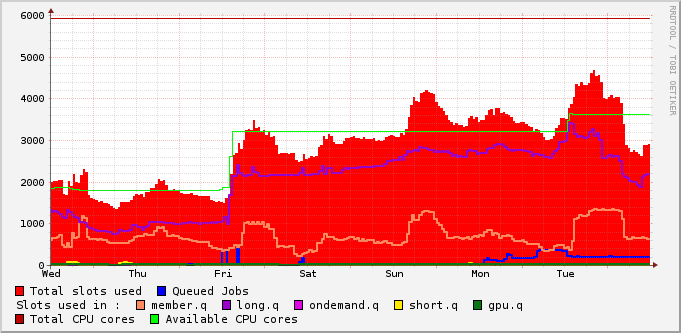 RRDTOOL / TOBI OETIKER
6000
5000
4000
3000
2000
1000
0
Wed Thu Fri Sat Sun Mon Tue
Total slots used Queued Jobs
Slots used in : member.q long.q ondemand.q short.q gpu.q
Total CPU cores Available CPU cores